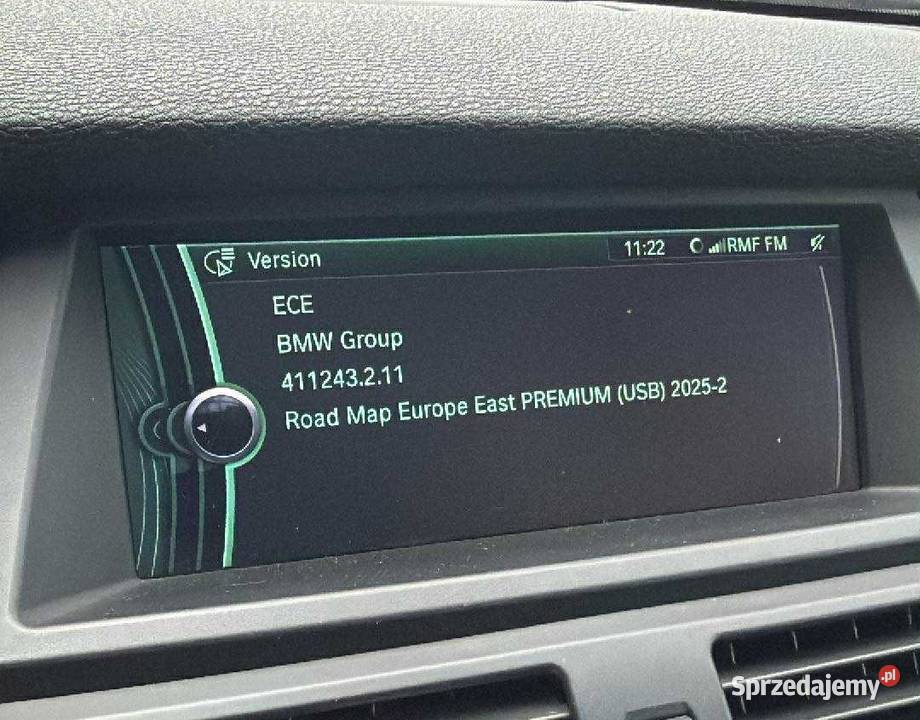 Version
11:22 RMF FM
ECE
BMW Group
411243.2.11
Road Map Europe East PREMIUM (USB) 2025-2
Sprzedajemy.pl